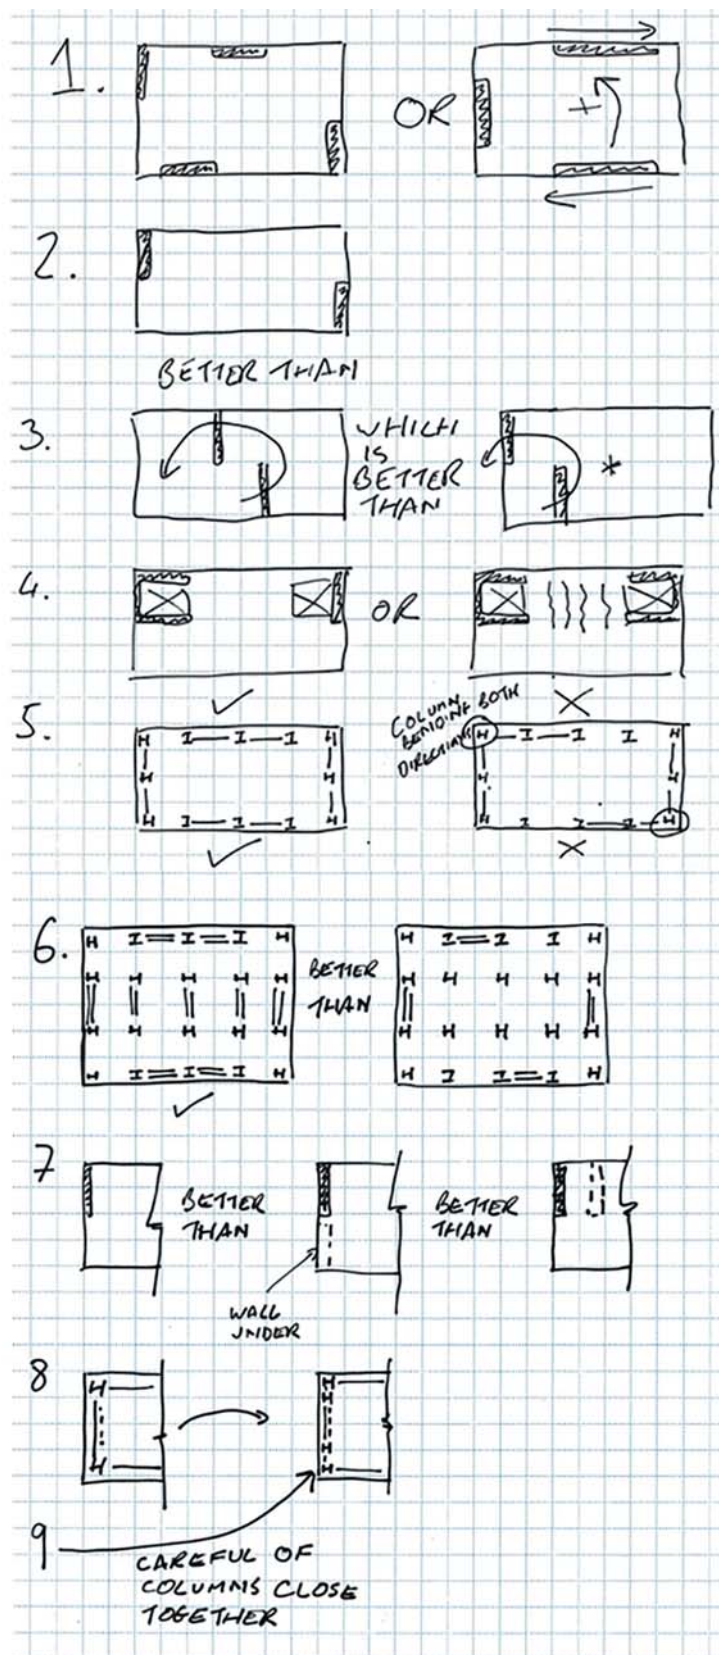 1.
OR
2.
BETTER THAN
3.
WHICH
IS
BETTER
THAN
*
4.
OR
5.
COLUMN
BENDING BOTH
DIRECTIONS
6.
BETTER
THAN
7
BETTER
THAN
BETTER
THAN
WALL
UNDER
8
9
CAREFUL OF
COLUMNS CLOSE
TOGETHER